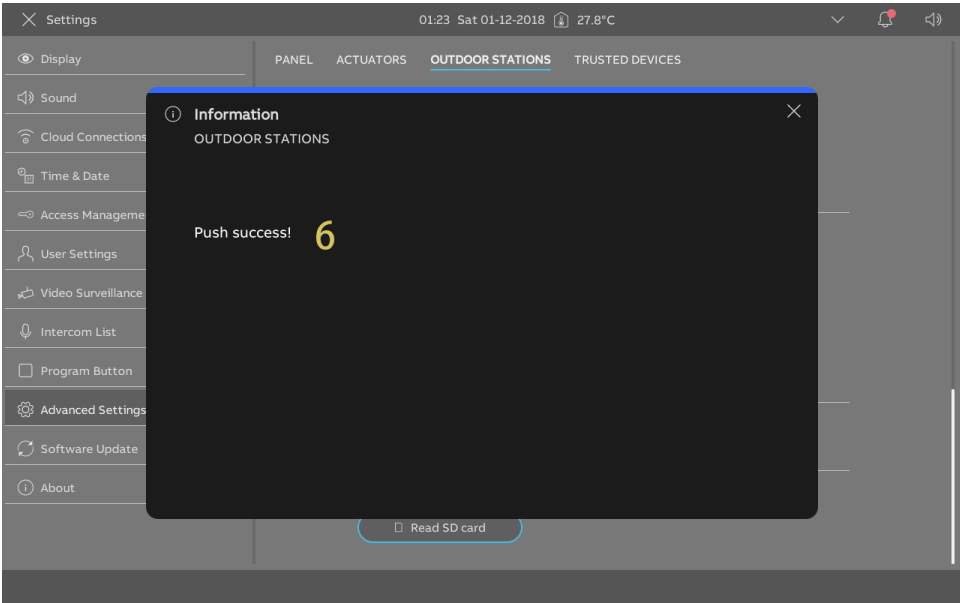 Settings
01:23 Sat 01-12-2018 27.8°C
Display
Sound
Cloud Connections
Time & Date
Access Manageme
User Settings
Video Surveillance
Intercom List
Program Button
Advanced Settings
Software Update
About
PANEL ACTUATORS OUTDOOR STATIONS TRUSTED DEVICES
Information
OUTDOOR STATIONS
Push success! 6
Read SD card